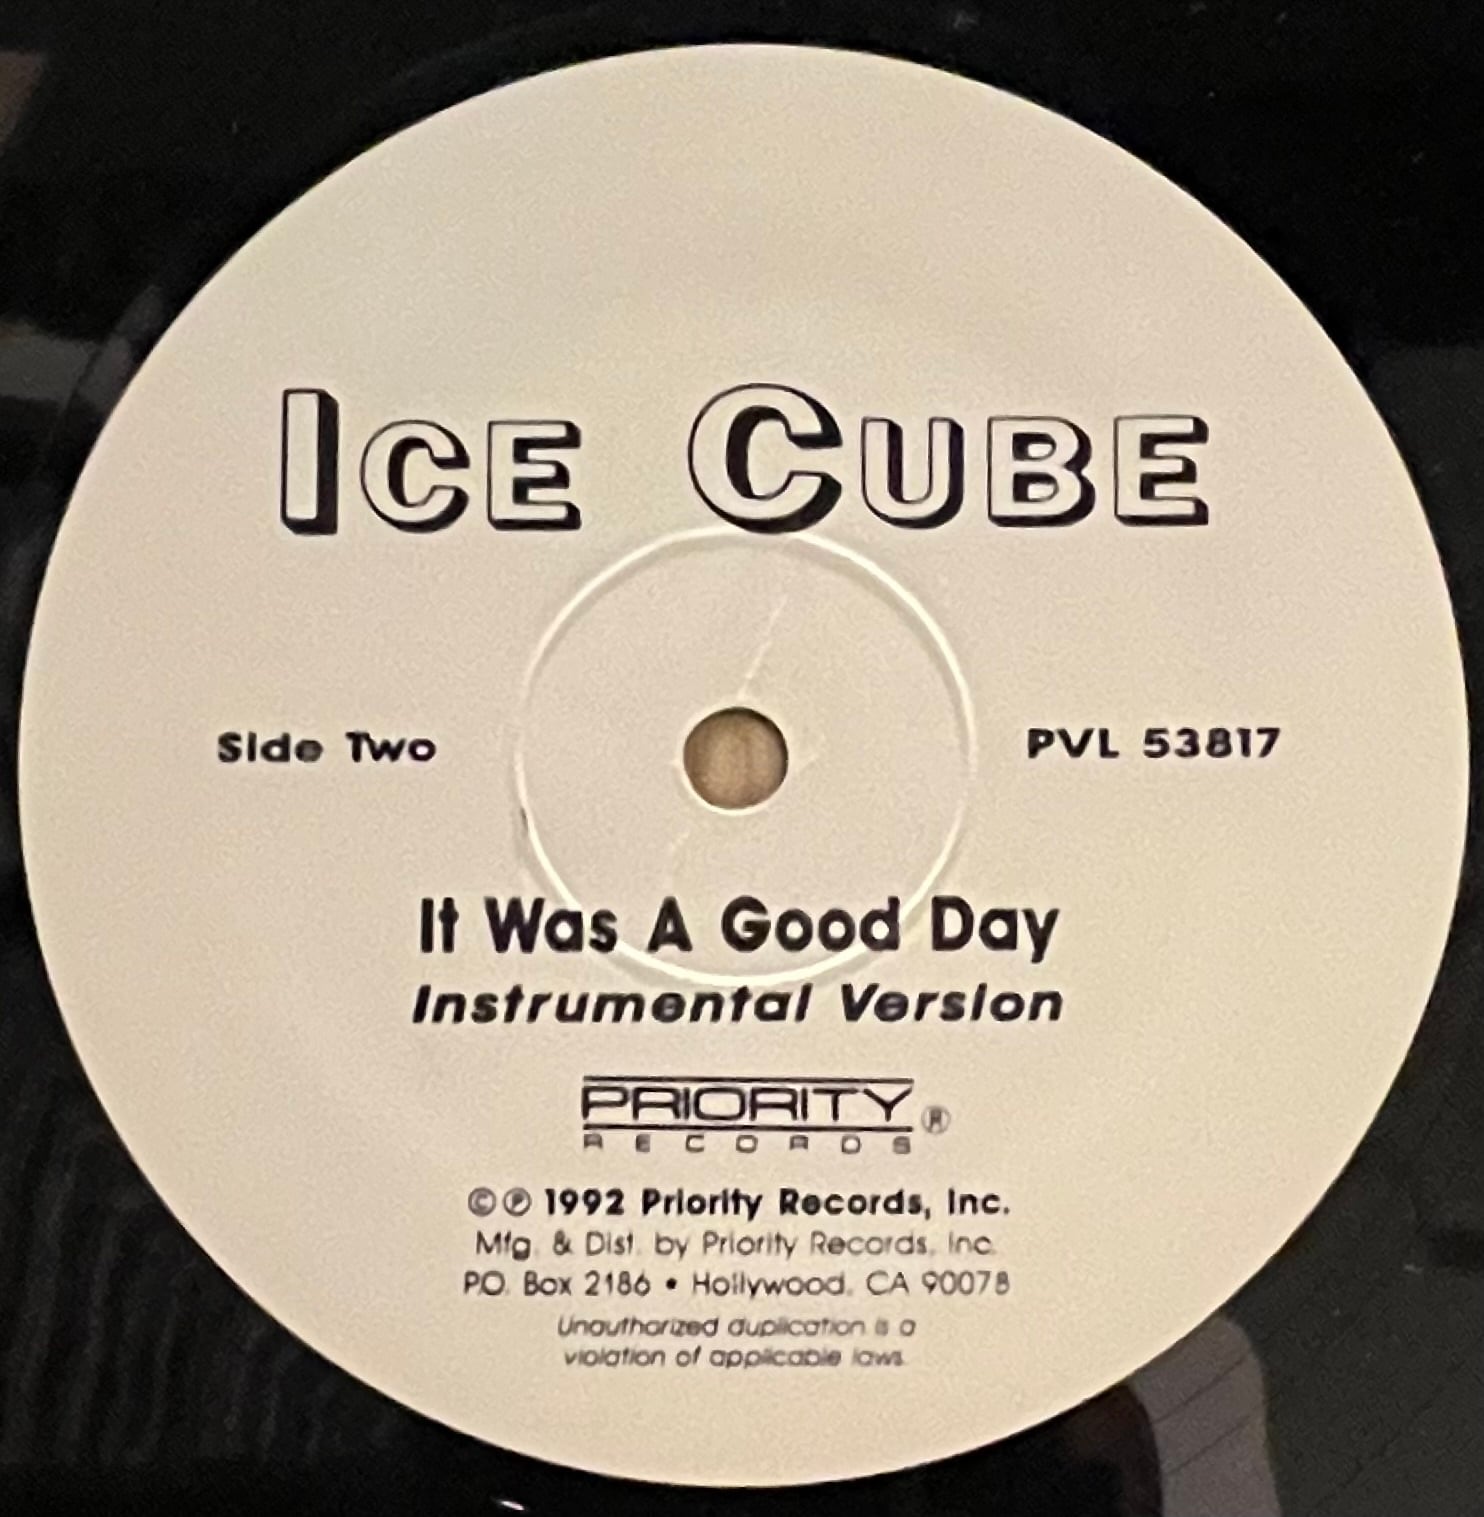 ICE CUBE
Side Two
PVL 53817
It Was A Good Day
Instrumental Version
PRIORITY ®
RECORDS
©℗ 1992 Priority Records, Inc.
Mfg. & Dist. by Priority Records, Inc.
P.O. Box 2186 • Hollywood, CA 90078
Unauthorized duplication is a
violation of applicable laws.